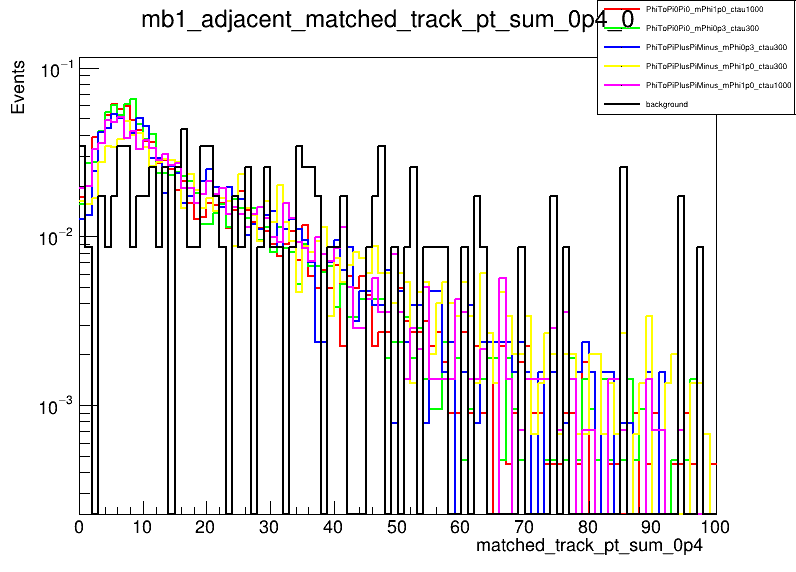 mb1_adjacent_matched_track_pt_sum_0p4_0
PhiToPi0Pi0_mPhi1p0_ctau1000
PhiToPi0Pi0_mPhi0p3_ctau300
PhiToPiPlusPiMinus_mPhi0p3_ctau300
PhiToPiPlusPiMinus_mPhi1p0_ctau300
PhiToPiPlusPiMinus_mPhi1p0_ctau1000
background
Events
10⁻¹
10⁻²
10⁻³
0 10 20 30 40 50 60 70 80 90 100
matched_track_pt_sum_0p4